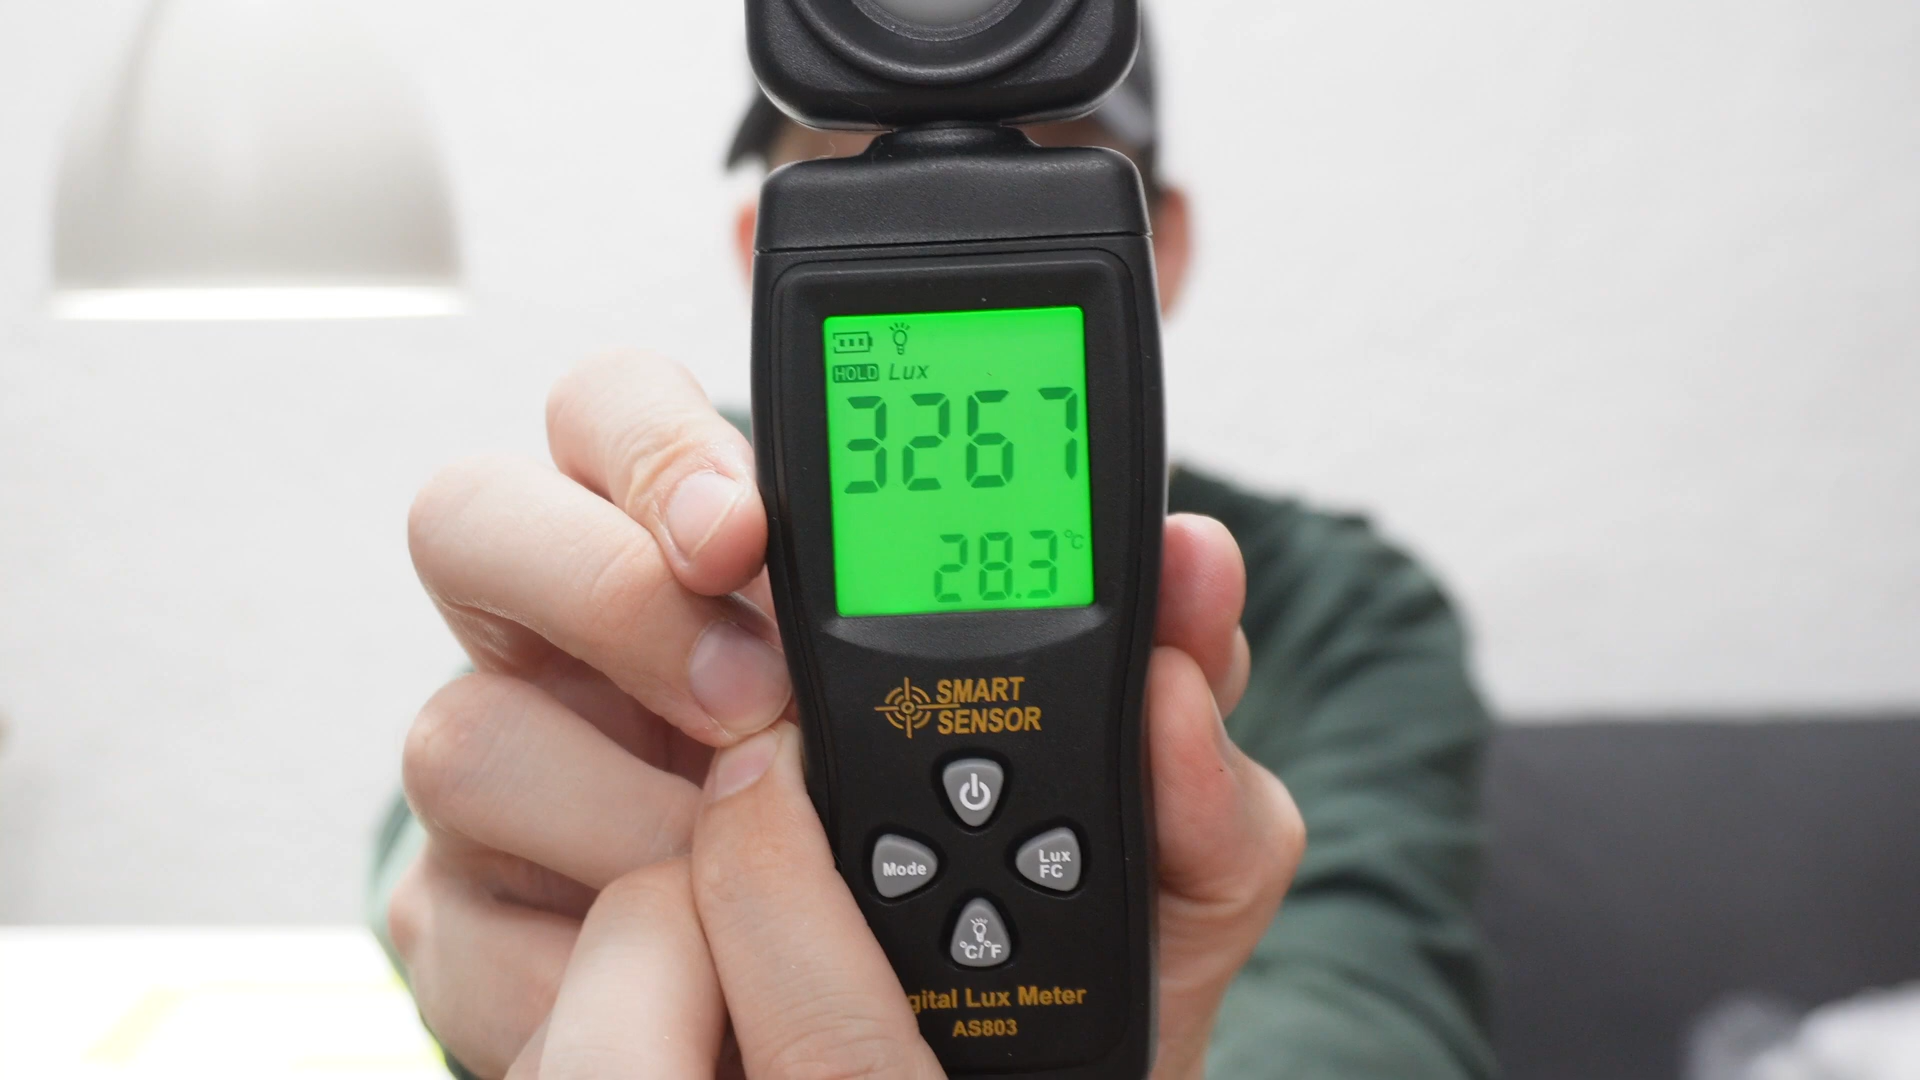 HOLD Lux
3267
28.3 °C
SMART
SENSOR
Mode
Lux
FC
°C/°F
gital Lux Meter
AS803